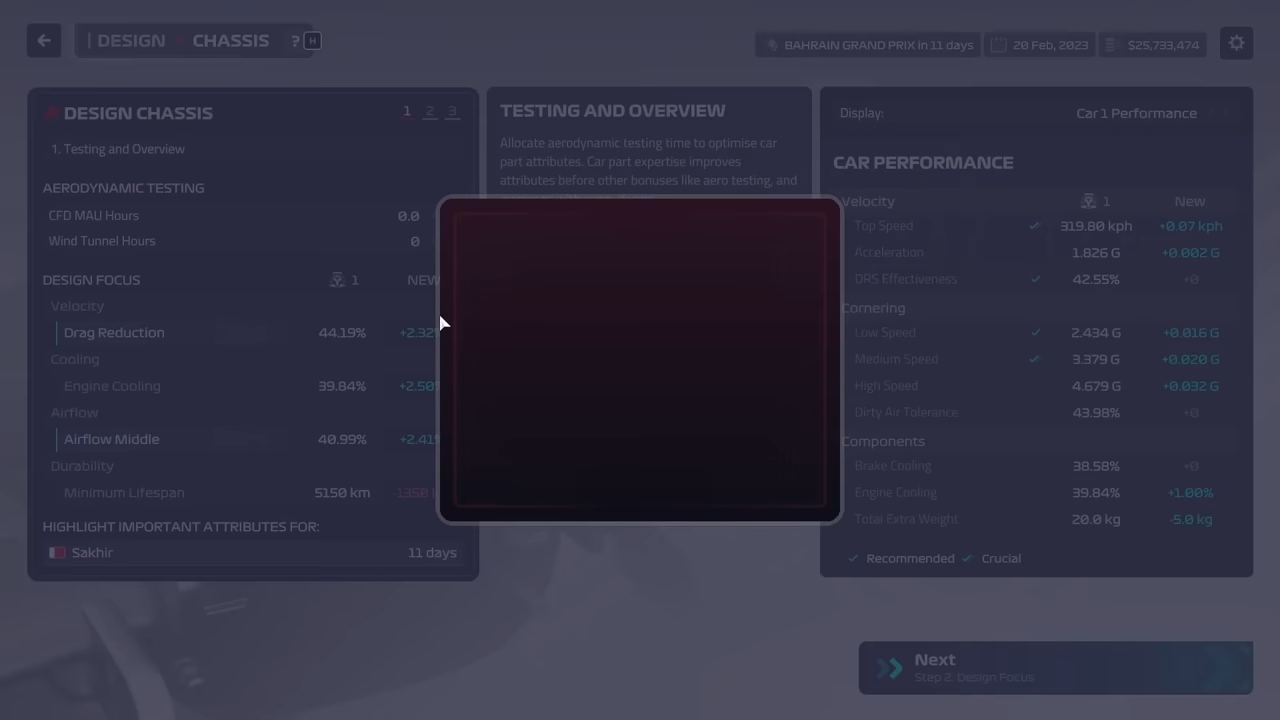 DESIGN CHASSIS ? H
BAHRAIN GRAND PRIX in 11 days
20 Feb, 2023
$25,733,474
DESIGN CHASSIS
1 2 3
1. Testing and Overview
AERODYNAMIC TESTING
CFD MAU Hours 0.0
Wind Tunnel Hours 0
DESIGN FOCUS 1 NEW
Velocity
Drag Reduction 44.19% +2.32
Cooling
Engine Cooling 39.84% +2.50
Airflow
Airflow Middle 40.99% +2.41
Durability
Minimum Lifespan 5150 km -1350
HIGHLIGHT IMPORTANT ATTRIBUTES FOR:
Sakhir 11 days
TESTING AND OVERVIEW
Allocate aerodynamic testing time to optimise car
part attributes. Car part expertise improves
attributes before other bonuses like aero testing, and
Display: Car 1 Performance
CAR PERFORMANCE
Velocity 1 New
Top Speed 319.80 kph +0.07 kph
Acceleration 1.826 G +0.002 G
DRS Effectiveness 42.55% +0
Cornering
Low Speed 2.434 G +0.016 G
Medium Speed 3.379 G +0.020 G
High Speed 4.679 G +0.032 G
Dirty Air Tolerance 43.98% +0
Components
Brake Cooling 38.58% +0
Engine Cooling 39.84% +1.00%
Total Extra Weight 20.0 kg -5.0 kg
Recommended Crucial
Next
Step 2. Design Focus